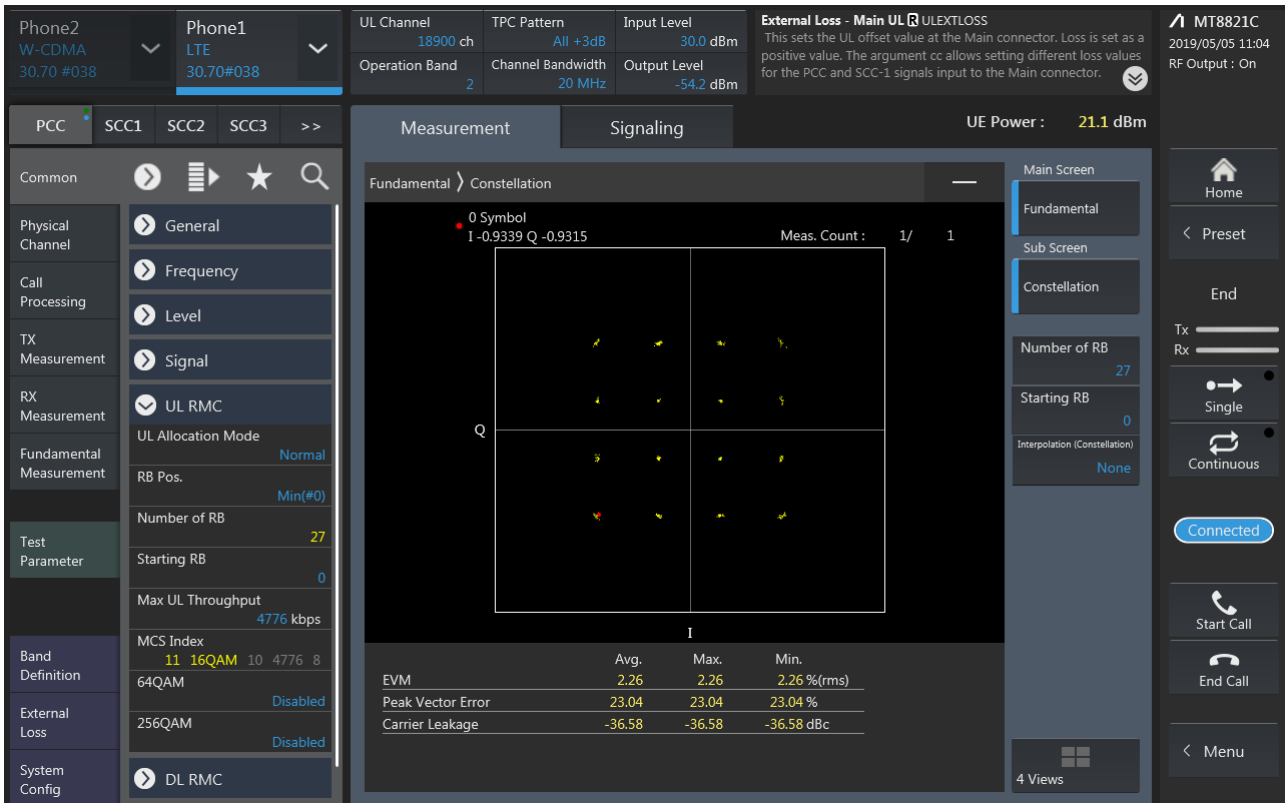 Phone2
W-CDMA
30.70 #038
Phone1
LTE
30.70#038
UL Channel
18900 ch
TPC Pattern
All +3dB
Input Level
30.0 dBm
Operation Band
2
Channel Bandwidth
20 MHz
Output Level
-54.2 dBm
External Loss - Main UL R ULEXTLOSS
This sets the UL offset value at the Main connector. Loss is set as a
positive value. The argument cc allows setting different loss values
for the PCC and SCC-1 signals input to the Main connector.
MT8821C
2019/05/05 11:04
RF Output : On
PCC
SCC1
SCC2
SCC3
>>
Measurement
Signaling
UE Power : 21.1 dBm
Common
Physical
Channel
Call
Processing
TX
Measurement
RX
Measurement
Fundamental
Measurement
Test
Parameter
Band
Definition
External
Loss
System
Config
General
Frequency
Level
Signal
UL RMC
UL Allocation Mode
Normal
RB Pos.
Min(#0)
Number of RB
27
Starting RB
0
Max UL Throughput
4776 kbps
MCS Index
11 16QAM 10 4776 8
64QAM
Disabled
256QAM
Disabled
DL RMC
Fundamental > Constellation
0 Symbol
I -0.9339 Q -0.9315
Meas. Count : 1/ 1
Q
I
Avg. Max. Min.
EVM 2.26 2.26 2.26 %(rms)
Peak Vector Error 23.04 23.04 23.04 %
Carrier Leakage -36.58 -36.58 -36.58 dBc
Main Screen
Fundamental
Sub Screen
Constellation
Number of RB
27
Starting RB
0
Interpolation (Constellation)
None
4 Views
Home
< Preset
End
Tx
Rx
Single
Continuous
Connected
Start Call
End Call
< Menu